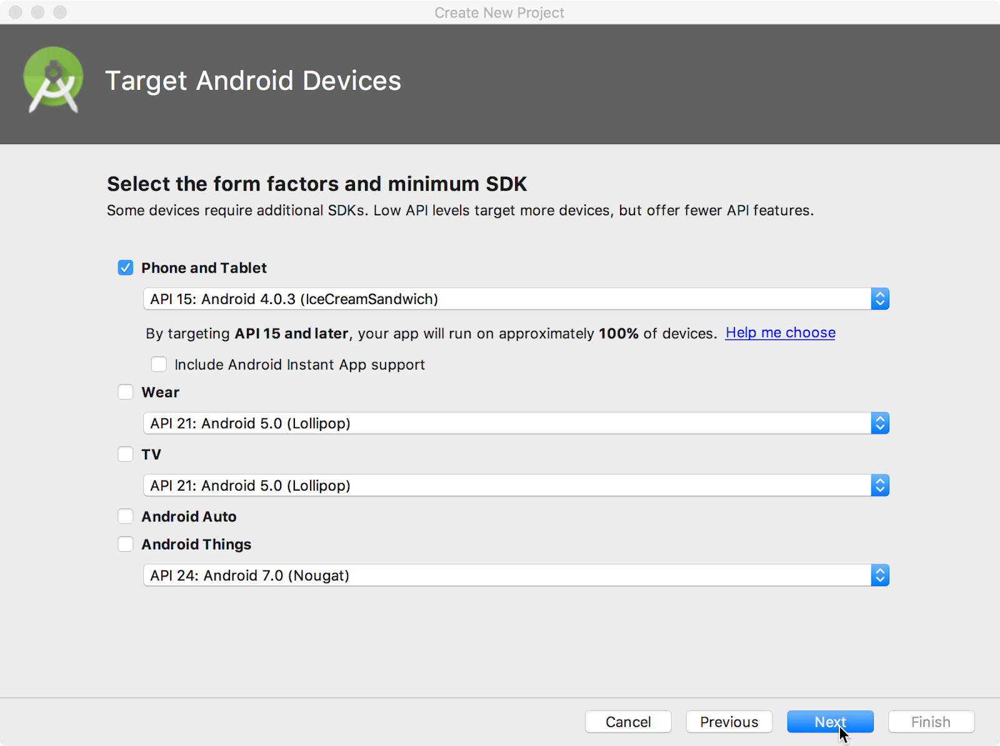 Create New Project
Target Android Devices
Select the form factors and minimum SDK
Some devices require additional SDKs. Low API levels target more devices, but offer fewer API features.
Phone and Tablet
API 15: Android 4.0.3 (IceCreamSandwich)
By targeting API 15 and later, your app will run on approximately 100% of devices. Help me choose
Include Android Instant App support
Wear
API 21: Android 5.0 (Lollipop)
TV
API 21: Android 5.0 (Lollipop)
Android Auto
Android Things
API 24: Android 7.0 (Nougat)
Cancel Previous Next Finish